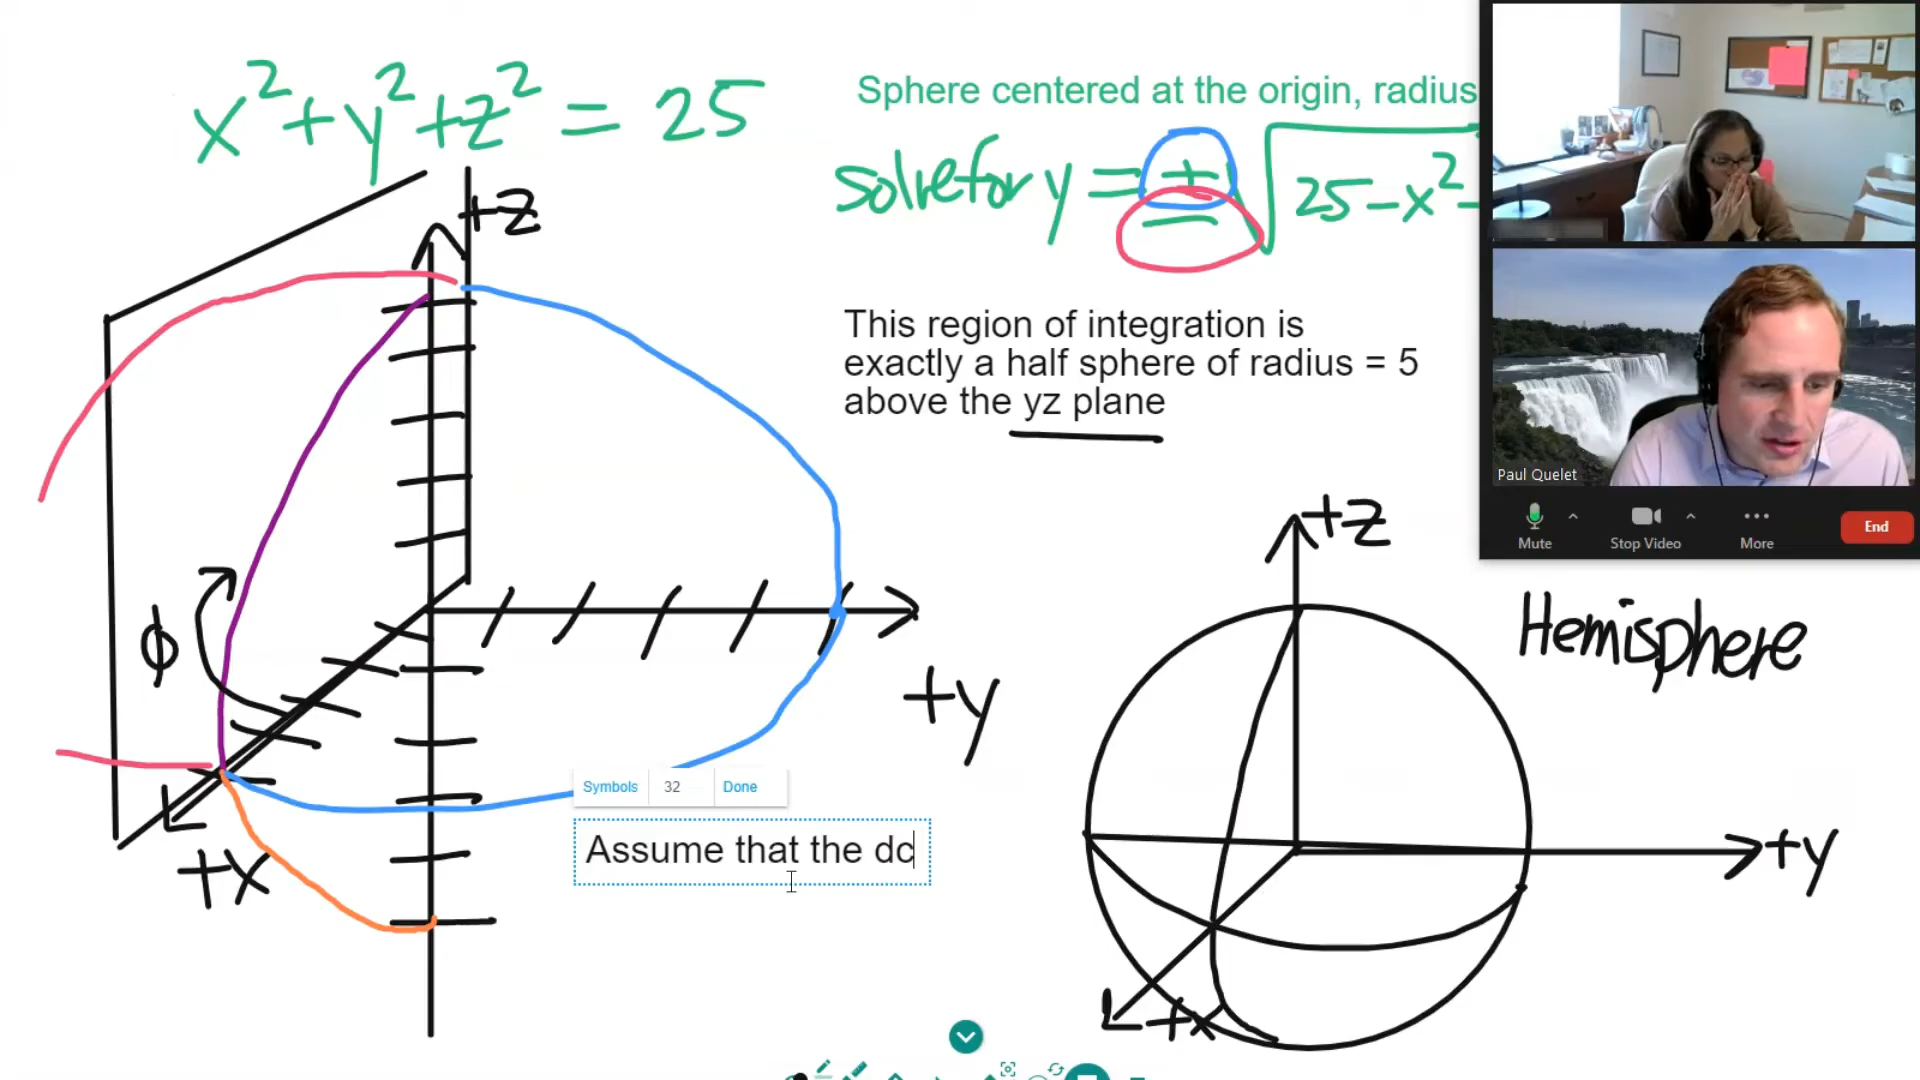 x²+y²+z² = 25
Sphere centered at the origin, radius
solve for y = ± √25-x²-
This region of integration is
exactly a half sphere of radius = 5
above the yz plane
+z
ϕ
+y
+x
Symbols 32 Done
Assume that the dc
+z
Hemisphere
+y
+x
Paul Quelet
Mute Stop Video More End